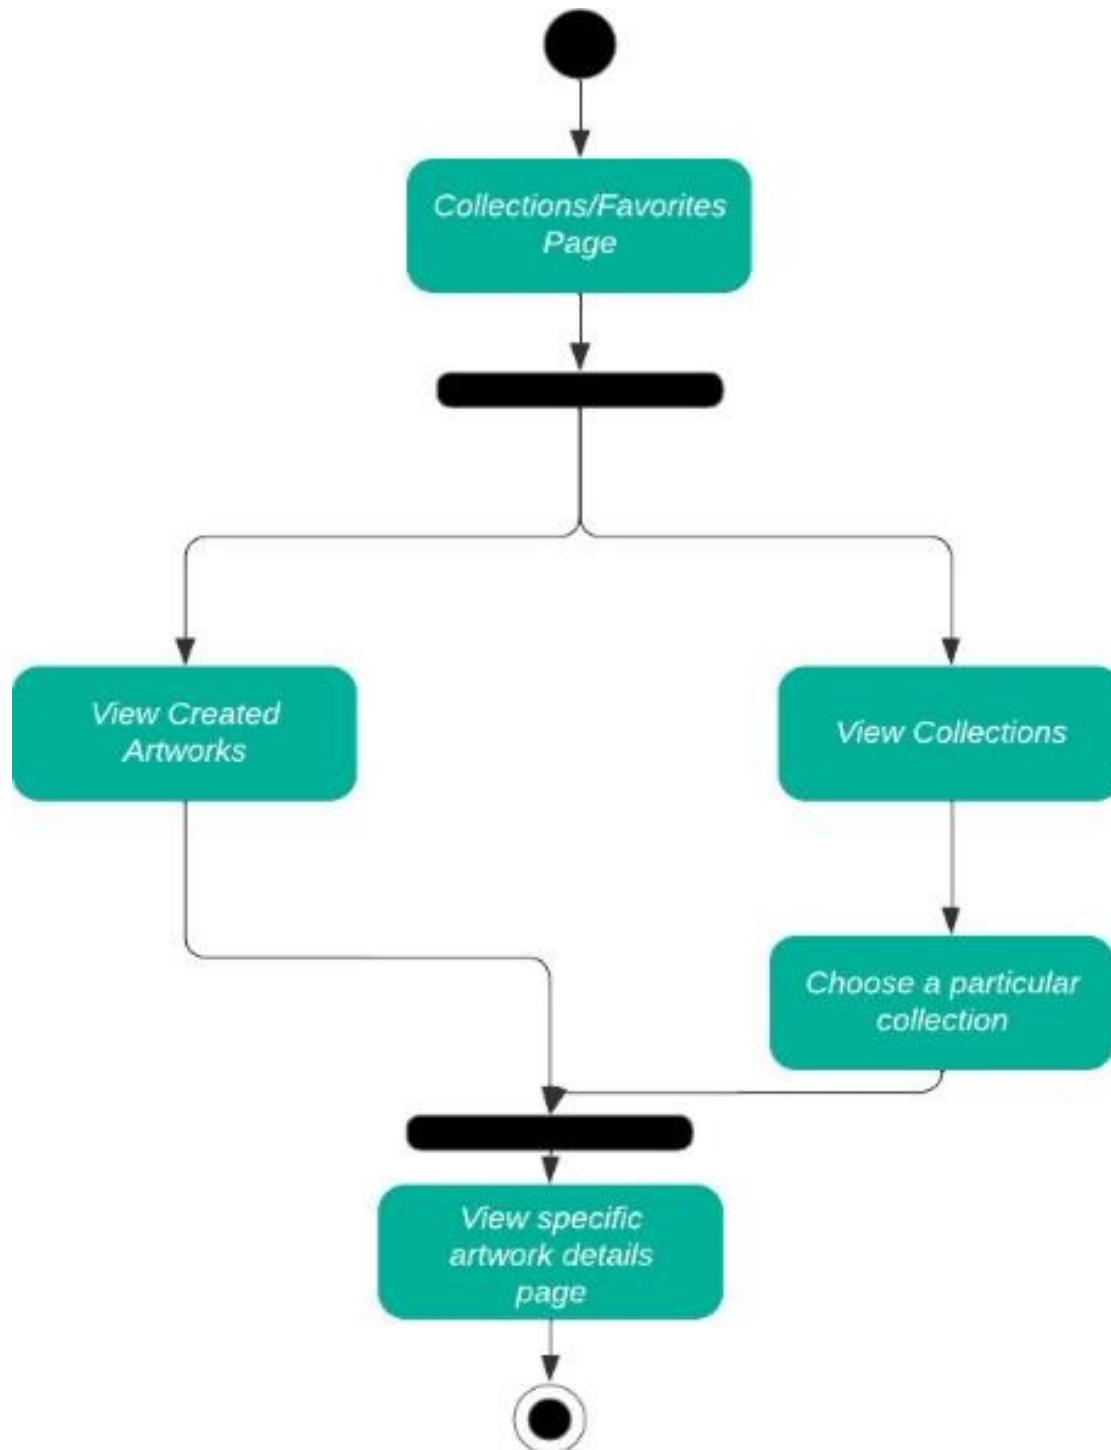 Collections/Favorites
Page
View Created
Artworks
View Collections
Choose a particular
collection
View specific
artwork details
page